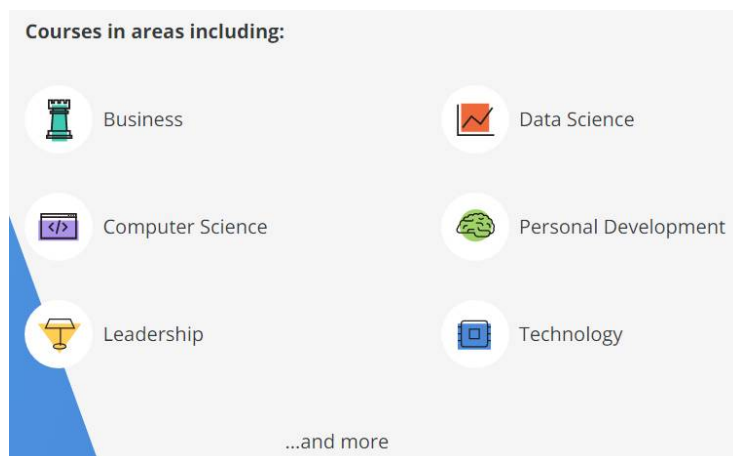 Courses in areas including:
Business
Data Science
</>
Computer Science
Personal Development
Leadership
Technology
...and more